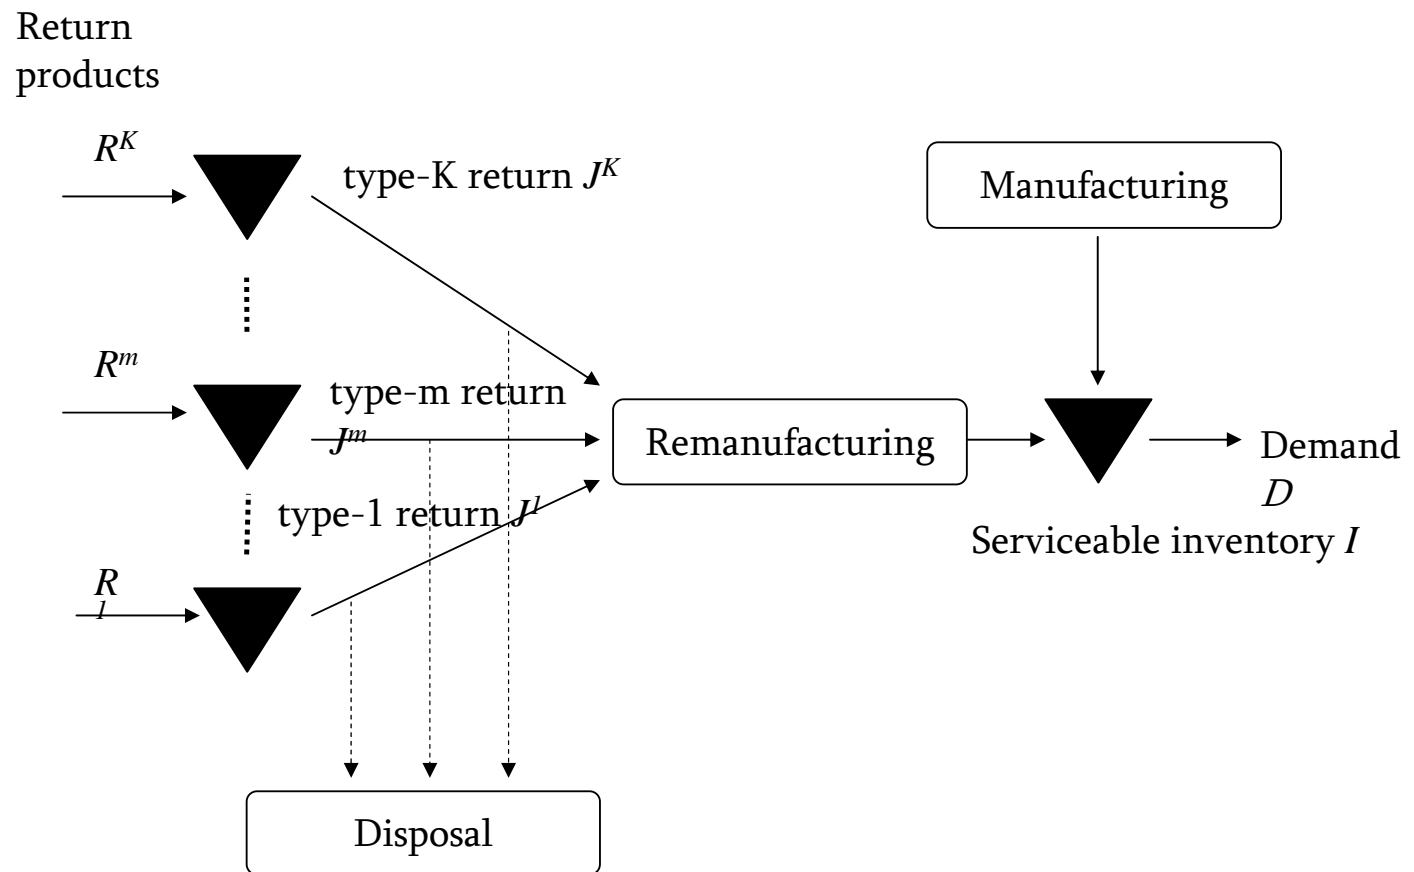 Return
products
R^K
type-K return J^K
Manufacturing
R^m
type-m return
J^m
Remanufacturing
Demand
D
type-1 return J^1
Serviceable inventory I
R
1
Disposal